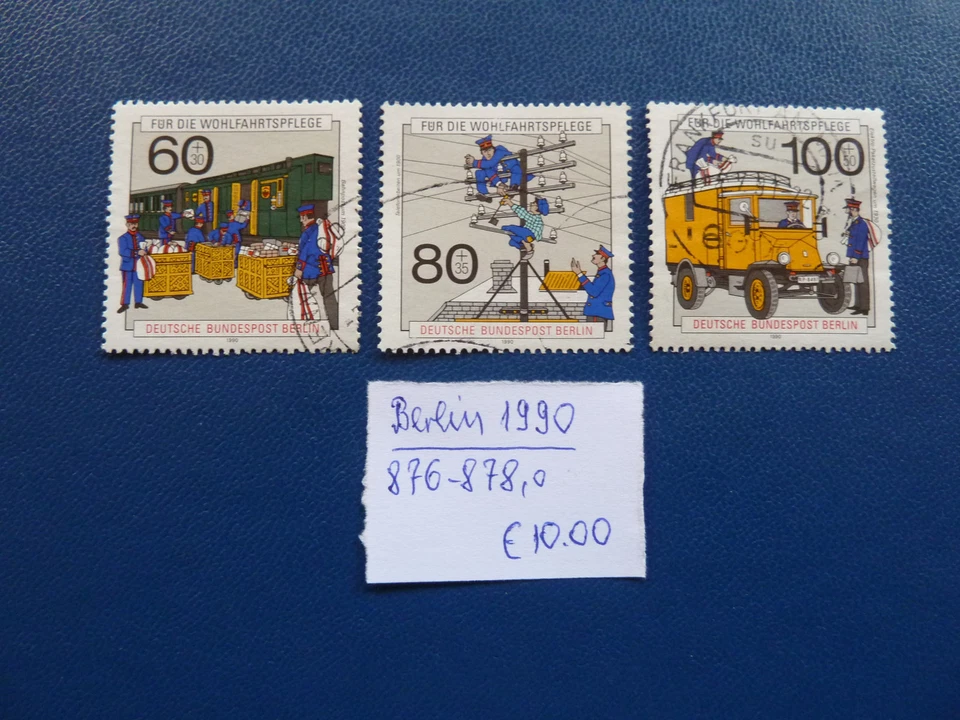 FÜR DIE WOHLFAHRTSPFLEGE
60 + 30
DEUTSCHE BUNDESPOST BERLIN
1990
FÜR DIE WOHLFAHRTSPFLEGE
80 + 35
DEUTSCHE BUNDESPOST BERLIN
1990
FÜR DIE WOHLFAHRTSPFLEGE
100 + 50
DEUTSCHE BUNDESPOST BERLIN
1990
Berlin 1990
876-878,0
€ 10.00